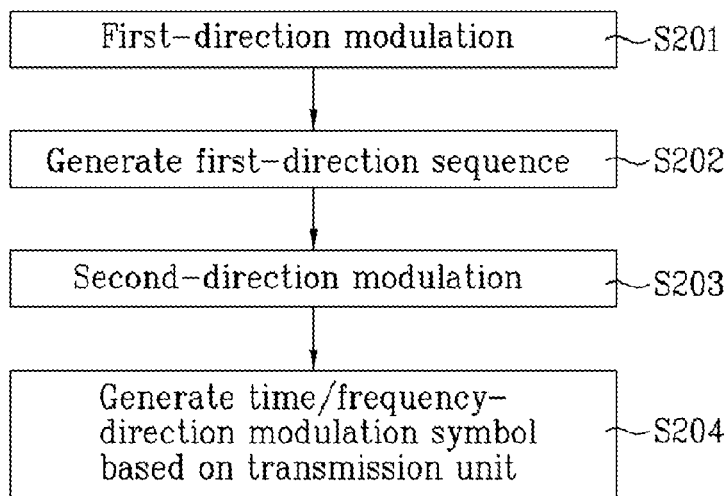 First-direction modulation
S201
Generate first-direction sequence
S202
Second-direction modulation
S203
Generate time/frequency-
direction modulation symbol
based on transmission unit
S204